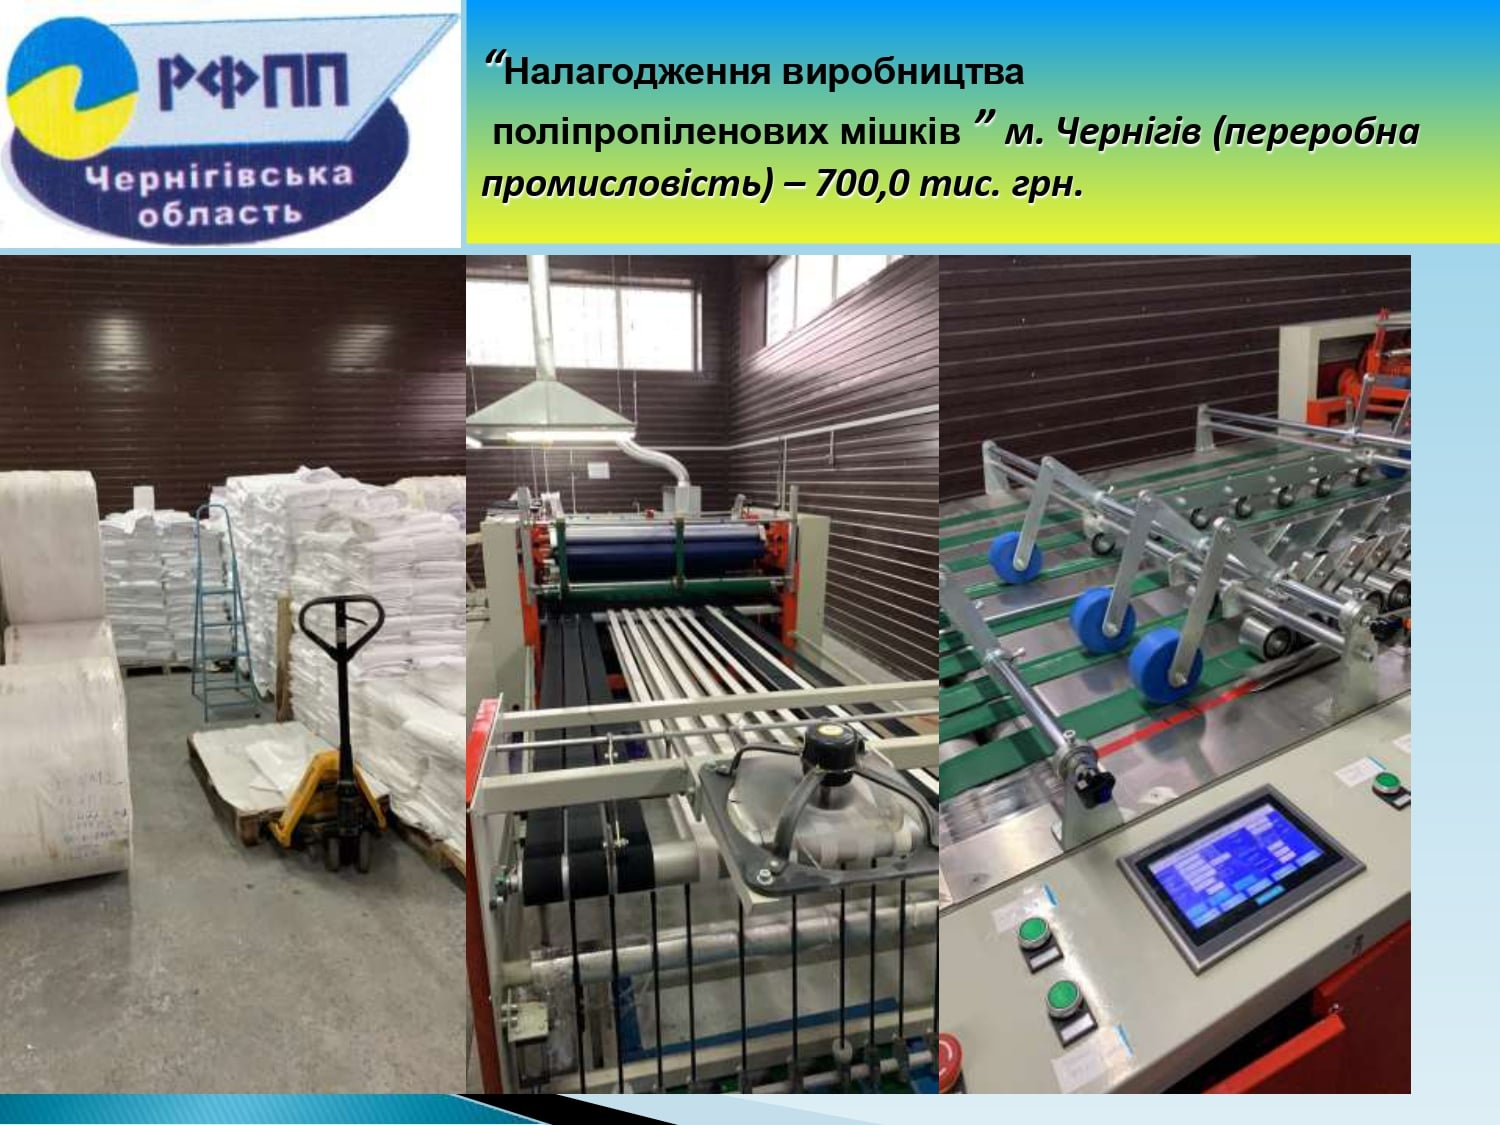 РФПП
Чернігівська
область
“Налагодження виробництва
поліпропіленових мішків ” м. Чернігів (переробна
промисловість) – 700,0 тис. грн.